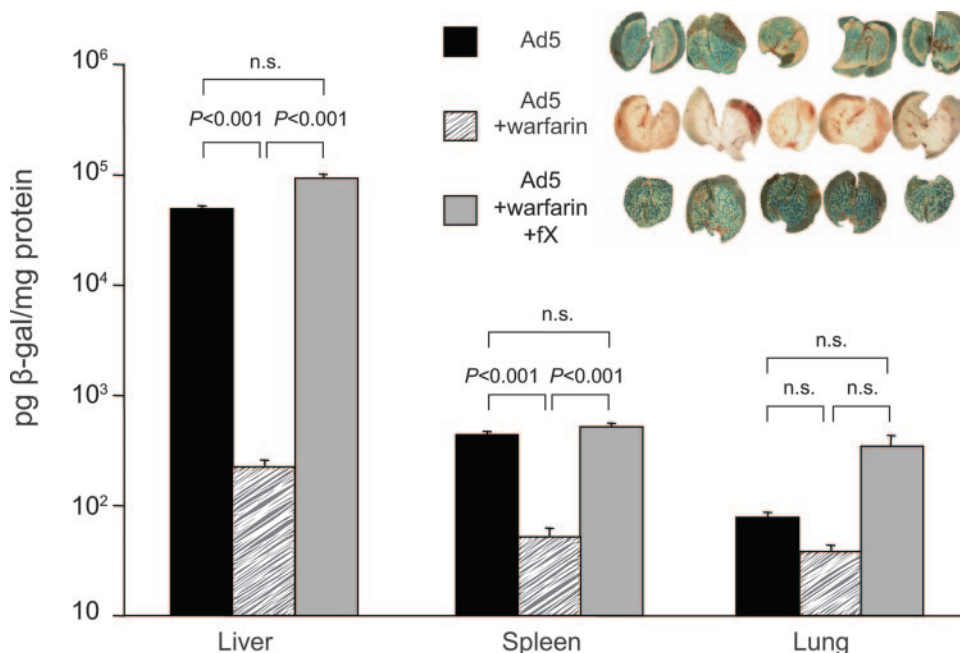 pg β-gal/mg protein
10⁶
10⁵
10⁴
10³
10²
10
Ad5
Ad5
+warfarin
Ad5
+warfarin
+fX
n.s.
P<0.001
P<0.001
n.s.
P<0.001
P<0.001
n.s.
n.s.
n.s.
Liver
Spleen
Lung